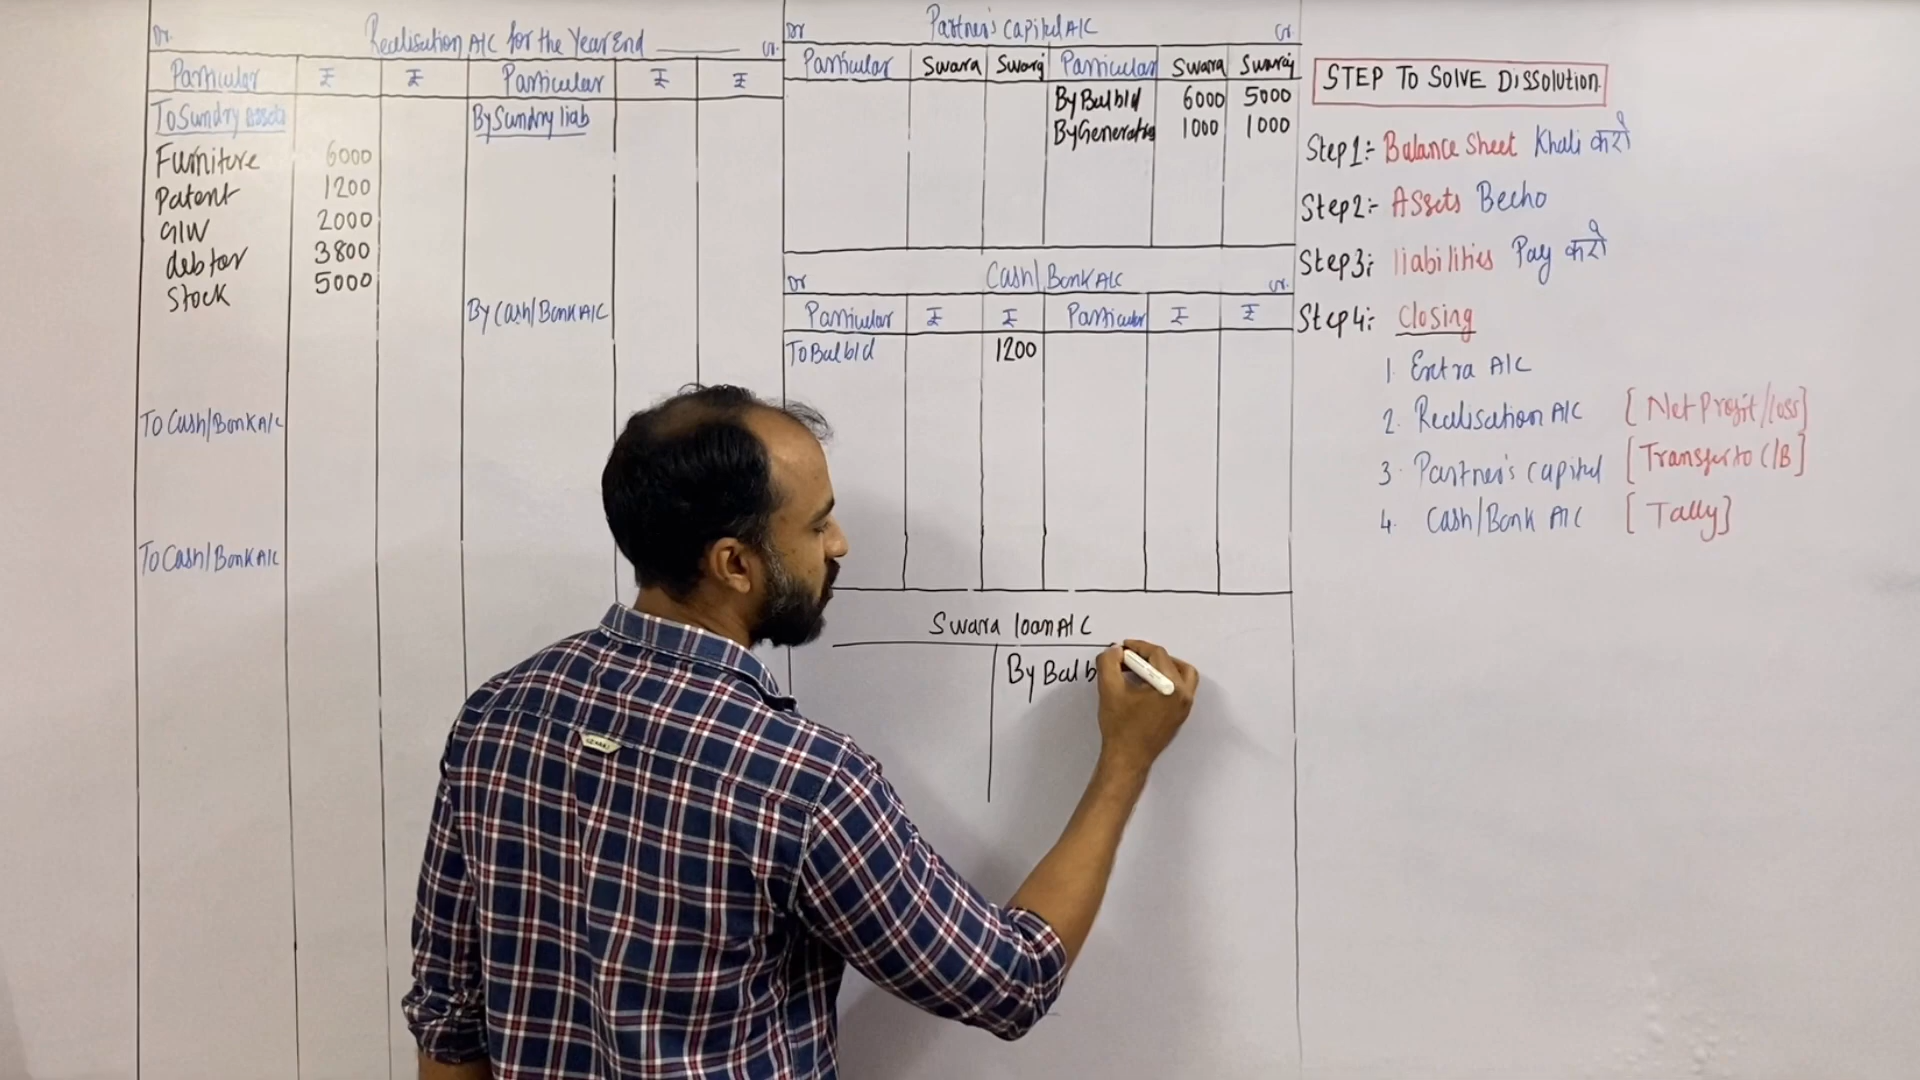 Dr. Realisation A/C for the Year End ______ Cr.
Particular ₹ ₹ Particular ₹ ₹
To Sundry assets By Sundry liab
Furniture 6000
Patent 1200
G/W 2000
debtor 3800
Stock 5000
By Cash/Bank A/C
To Cash/Bank A/C
To Cash/Bank A/C
Dr Partner's Capital A/C Cr.
Particular Swara Swaraj Particular Swara Swaraj
By Bal b/d 6000 5000
By General 1000 1000
Dr Cash/Bank A/C Cr.
Particular ₹ ₹ Particular ₹ ₹
To Bal b/d 1200
Swara loan A/C
By Bal b
STEP TO SOLVE DISSOLUTION.
Step 1:- Balance Sheet Khali करो
Step 2:- Assets Becho
Step 3:- liabilities Pay करो
Step 4:- Closing
1. Extra A/C
2. Realisation A/C [Net Profit/Loss]
3. Partner's capital [Transfer to C/B]
4. Cash/Bank A/C [Tally]